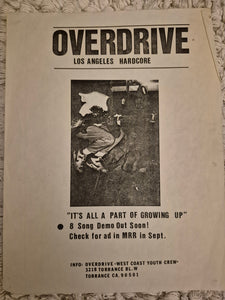 OVERDRIVE
LOS ANGELES HARDCORE
"IT'S ALL A PART OF GROWING UP"
8 Song Demo Out Soon!
Check for ad in MRR in Sept.
INFO: OVERDRIVE-WEST COAST YOUTH CREW-
3218 TORRANCE BL.W
TORRANCE CA. 90503